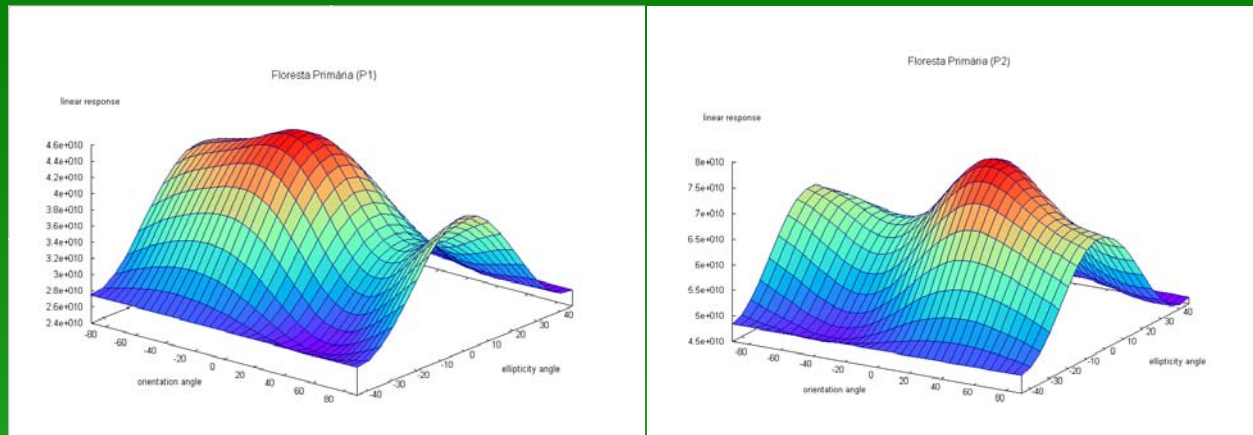 Floresta Primária (P1)
linear response
4.6e+010
4.4e+010
4.2e+010
4e+010
3.8e+010
3.6e+010
3.4e+010
3.2e+010
3e+010
2.8e+010
2.6e+010
2.4e+010
-80
-60
-40
-20
0
20
40
60
80
orientation angle
-40
-30
-20
-10
0
10
20
30
40
ellipticity angle
Floresta Primária (P2)
linear response
8e+010
7.5e+010
7e+010
6.5e+010
6e+010
5.5e+010
5e+010
4.5e+010
-80
-60
-40
-20
0
20
40
60
80
orientation angle
-40
-30
-20
-10
0
10
20
30
40
ellipticity angle